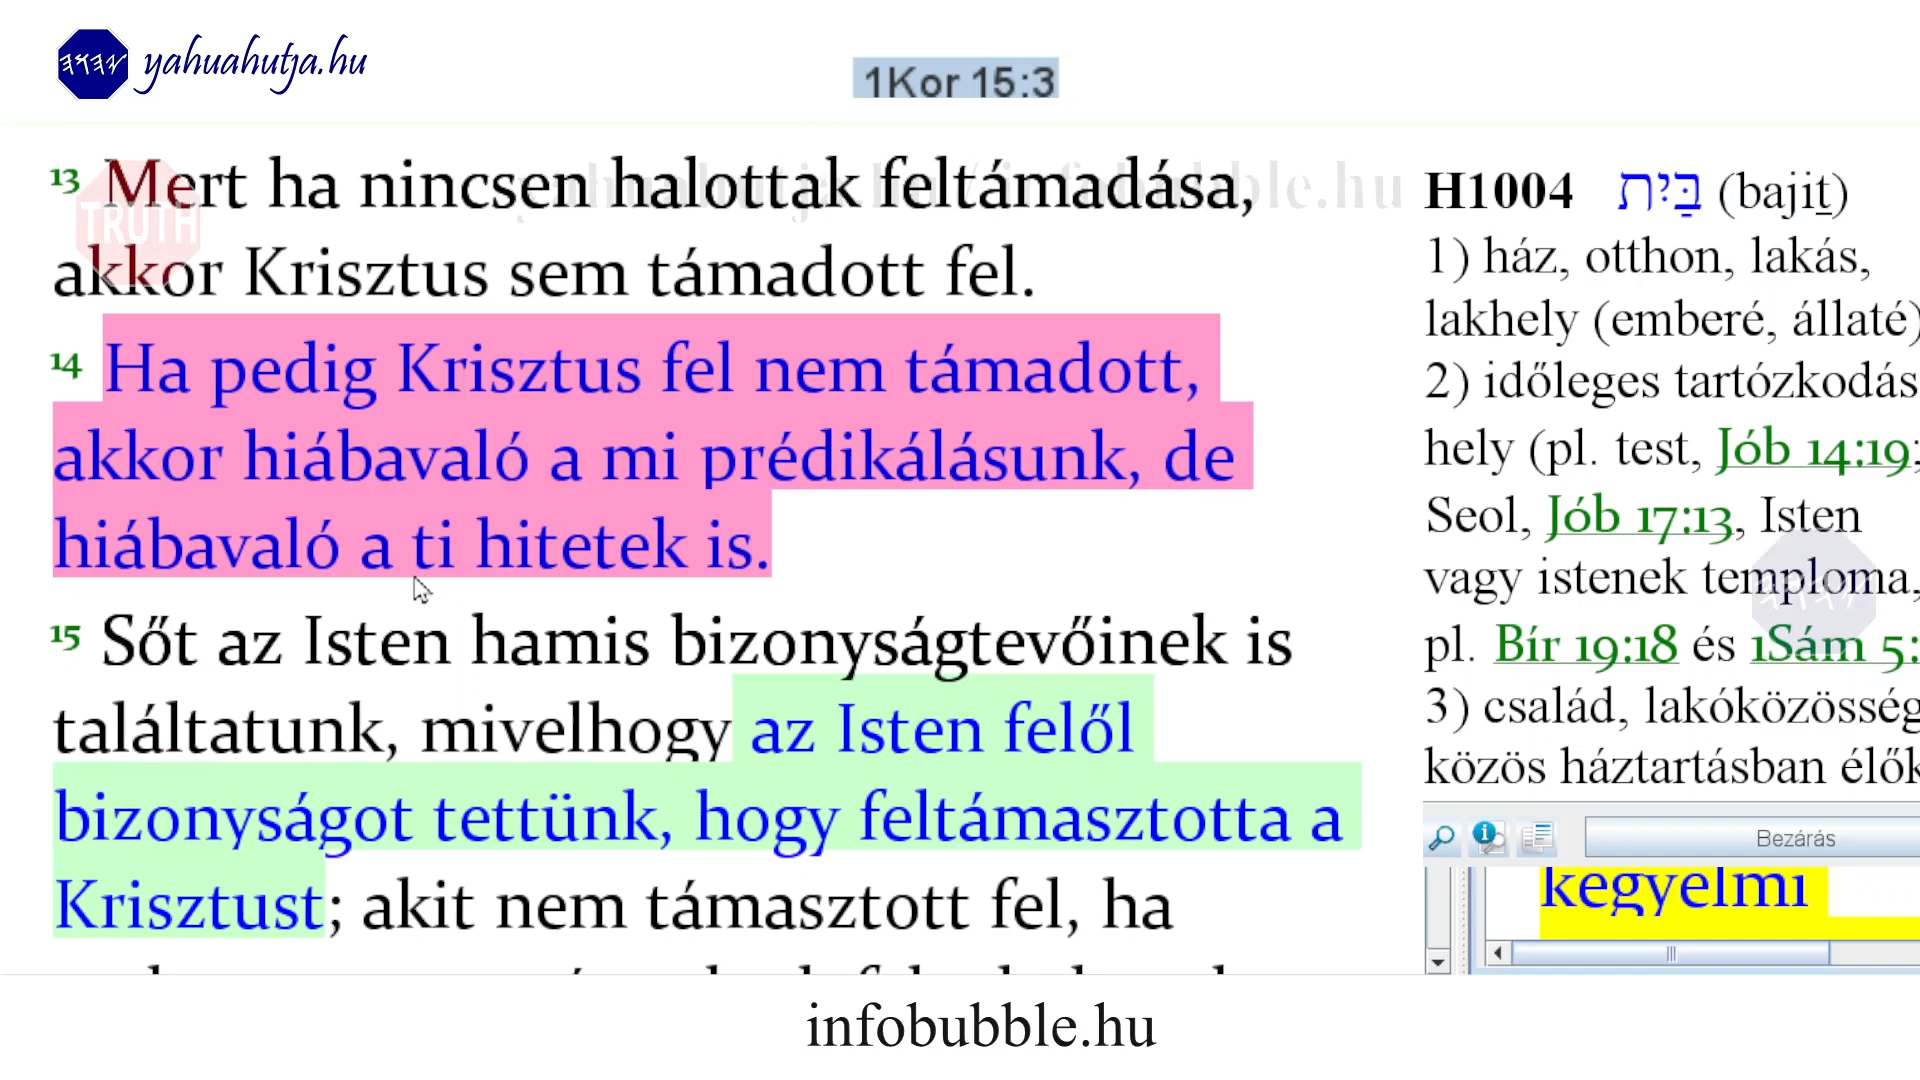 yahuahutja.hu
1Kor 15:3
13 Mert ha nincsen halottak feltámadása,
akkor Krisztus sem támadott fel.
14 Ha pedig Krisztus fel nem támadott,
akkor hiábavaló a mi prédikálásunk, de
hiábavaló a ti hitetek is.
15 Sőt az Isten hamis bizonyságtevőinek is
találtatunk, mivelhogy az Isten felől
bizonyságot tettünk, hogy feltámasztotta a
Krisztust; akit nem támasztott fel, ha
TRUTH
H1004 בַּיִת (bajit)
1) ház, otthon, lakás,
lakhely (emberé, állaté)
2) időleges tartózkodás
hely (pl. test, Jób 14:19;
Seol, Jób 17:13, Isten
vagy istenek temploma,
pl. Bír 19:18 és 1Sám 5:
3) család, lakóközösség
közös háztartásban élők
Bezárás
kegyelmi
infobubble.hu